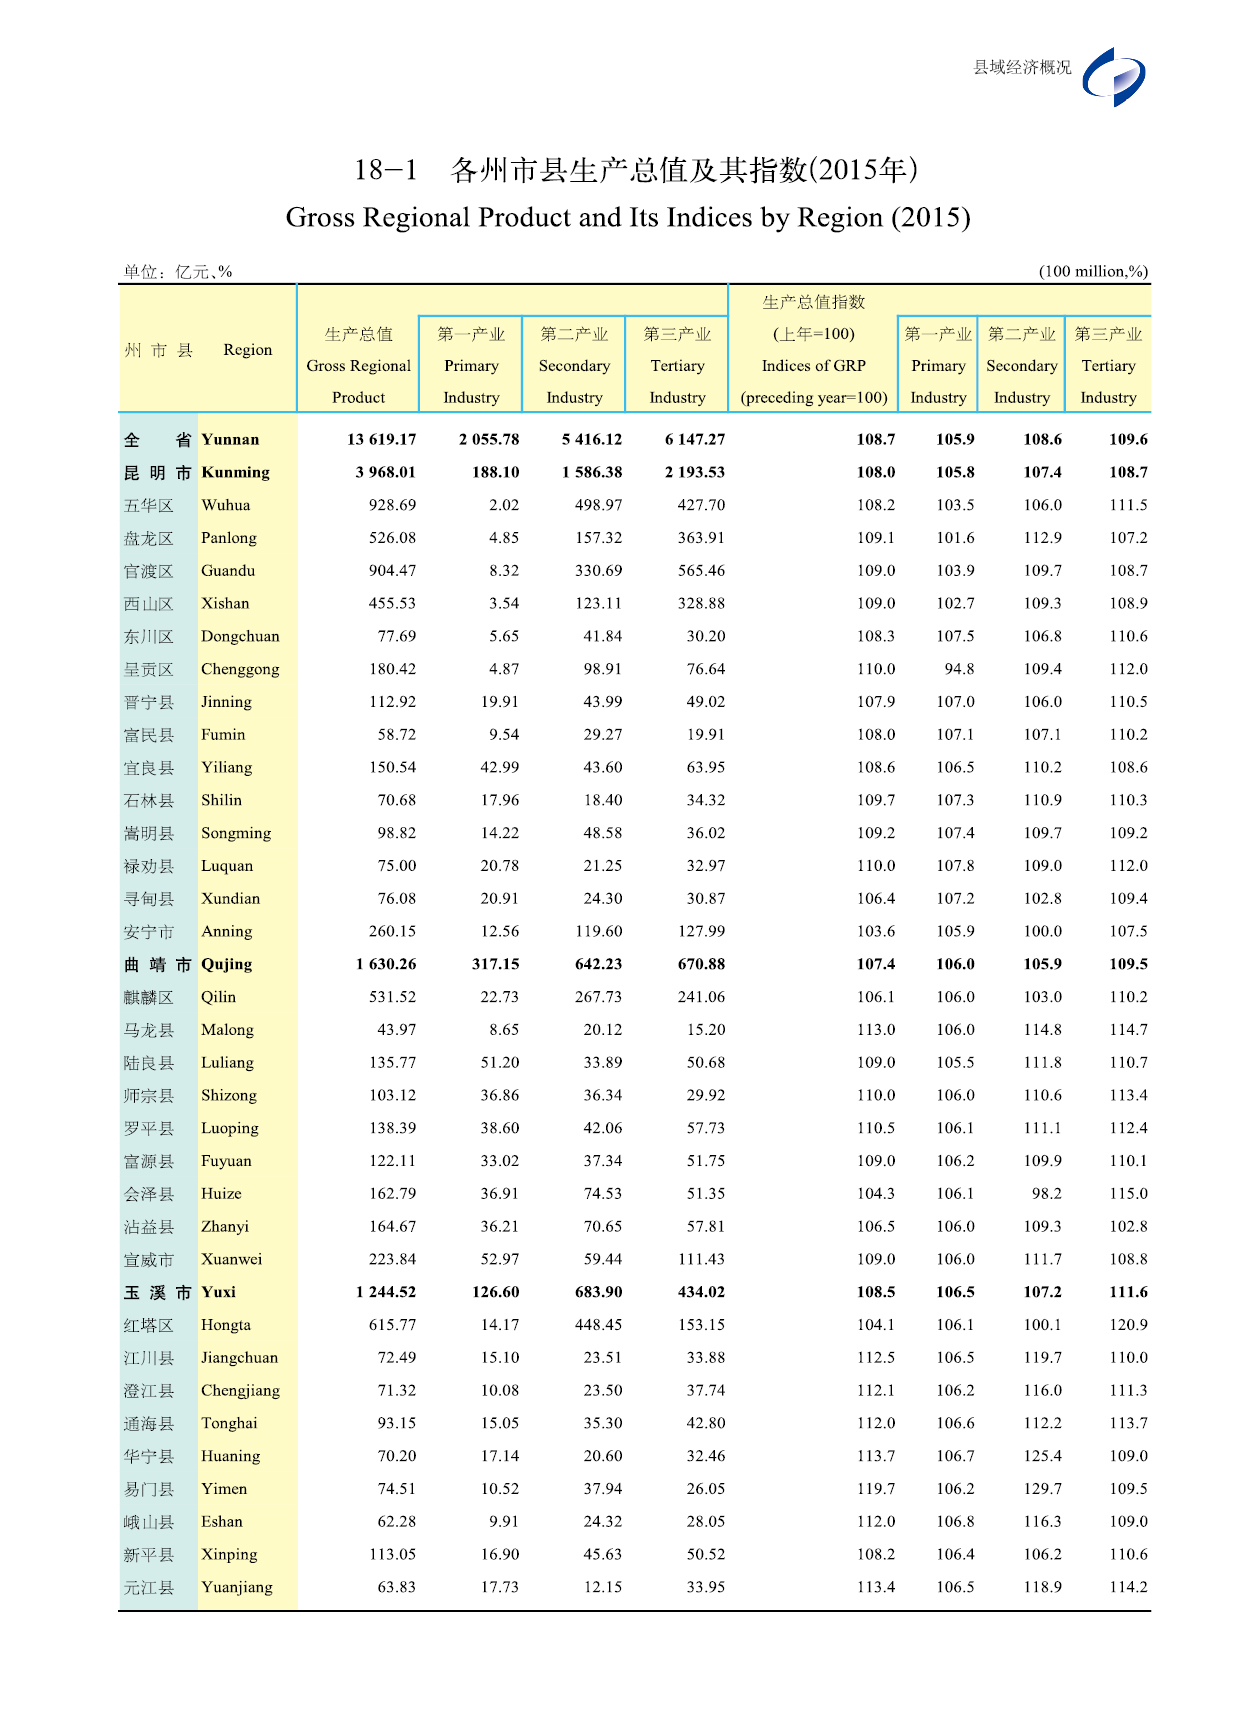 县域经济概况
18-1 各州市县生产总值及其指数(2015年)
Gross Regional Product and Its Indices by Region (2015)
单位：亿元、% (100 million,%)
生产总值指数
生产总值 第一产业 第二产业 第三产业 (上年=100) 第一产业 第二产业 第三产业
州 市 县 Region
Gross Regional Primary Secondary Tertiary Indices of GRP Primary Secondary Tertiary
Product Industry Industry Industry (preceding year=100) Industry Industry Industry
全 省 Yunnan 13 619.17 2 055.78 5 416.12 6 147.27 108.7 105.9 108.6 109.6
昆 明 市 Kunming 3 968.01 188.10 1 586.38 2 193.53 108.0 105.8 107.4 108.7
五华区 Wuhua 928.69 2.02 498.97 427.70 108.2 103.5 106.0 111.5
盘龙区 Panlong 526.08 4.85 157.32 363.91 109.1 101.6 112.9 107.2
官渡区 Guandu 904.47 8.32 330.69 565.46 109.0 103.9 109.7 108.7
西山区 Xishan 455.53 3.54 123.11 328.88 109.0 102.7 109.3 108.9
东川区 Dongchuan 77.69 5.65 41.84 30.20 108.3 107.5 106.8 110.6
呈贡区 Chenggong 180.42 4.87 98.91 76.64 110.0 94.8 109.4 112.0
晋宁县 Jinning 112.92 19.91 43.99 49.02 107.9 107.0 106.0 110.5
富民县 Fumin 58.72 9.54 29.27 19.91 108.0 107.1 107.1 110.2
宜良县 Yiliang 150.54 42.99 43.60 63.95 108.6 106.5 110.2 108.6
石林县 Shilin 70.68 17.96 18.40 34.32 109.7 107.3 110.9 110.3
嵩明县 Songming 98.82 14.22 48.58 36.02 109.2 107.4 109.7 109.2
禄劝县 Luquan 75.00 20.78 21.25 32.97 110.0 107.8 109.0 112.0
寻甸县 Xundian 76.08 20.91 24.30 30.87 106.4 107.2 102.8 109.4
安宁市 Anning 260.15 12.56 119.60 127.99 103.6 105.9 100.0 107.5
曲 靖 市 Qujing 1 630.26 317.15 642.23 670.88 107.4 106.0 105.9 109.5
麒麟区 Qilin 531.52 22.73 267.73 241.06 106.1 106.0 103.0 110.2
马龙县 Malong 43.97 8.65 20.12 15.20 113.0 106.0 114.8 114.7
陆良县 Luliang 135.77 51.20 33.89 50.68 109.0 105.5 111.8 110.7
师宗县 Shizong 103.12 36.86 36.34 29.92 110.0 106.0 110.6 113.4
罗平县 Luoping 138.39 38.60 42.06 57.73 110.5 106.1 111.1 112.4
富源县 Fuyuan 122.11 33.02 37.34 51.75 109.0 106.2 109.9 110.1
会泽县 Huize 162.79 36.91 74.53 51.35 104.3 106.1 98.2 115.0
沾益县 Zhanyi 164.67 36.21 70.65 57.81 106.5 106.0 109.3 102.8
宣威市 Xuanwei 223.84 52.97 59.44 111.43 109.0 106.0 111.7 108.8
玉 溪 市 Yuxi 1 244.52 126.60 683.90 434.02 108.5 106.5 107.2 111.6
红塔区 Hongta 615.77 14.17 448.45 153.15 104.1 106.1 100.1 120.9
江川县 Jiangchuan 72.49 15.10 23.51 33.88 112.5 106.5 119.7 110.0
澄江县 Chengjiang 71.32 10.08 23.50 37.74 112.1 106.2 116.0 111.3
通海县 Tonghai 93.15 15.05 35.30 42.80 112.0 106.6 112.2 113.7
华宁县 Huaning 70.20 17.14 20.60 32.46 113.7 106.7 125.4 109.0
易门县 Yimen 74.51 10.52 37.94 26.05 119.7 106.2 129.7 109.5
峨山县 Eshan 62.28 9.91 24.32 28.05 112.0 106.8 116.3 109.0
新平县 Xinping 113.05 16.90 45.63 50.52 108.2 106.4 106.2 110.6
元江县 Yuanjiang 63.83 17.73 12.15 33.95 113.4 106.5 118.9 114.2